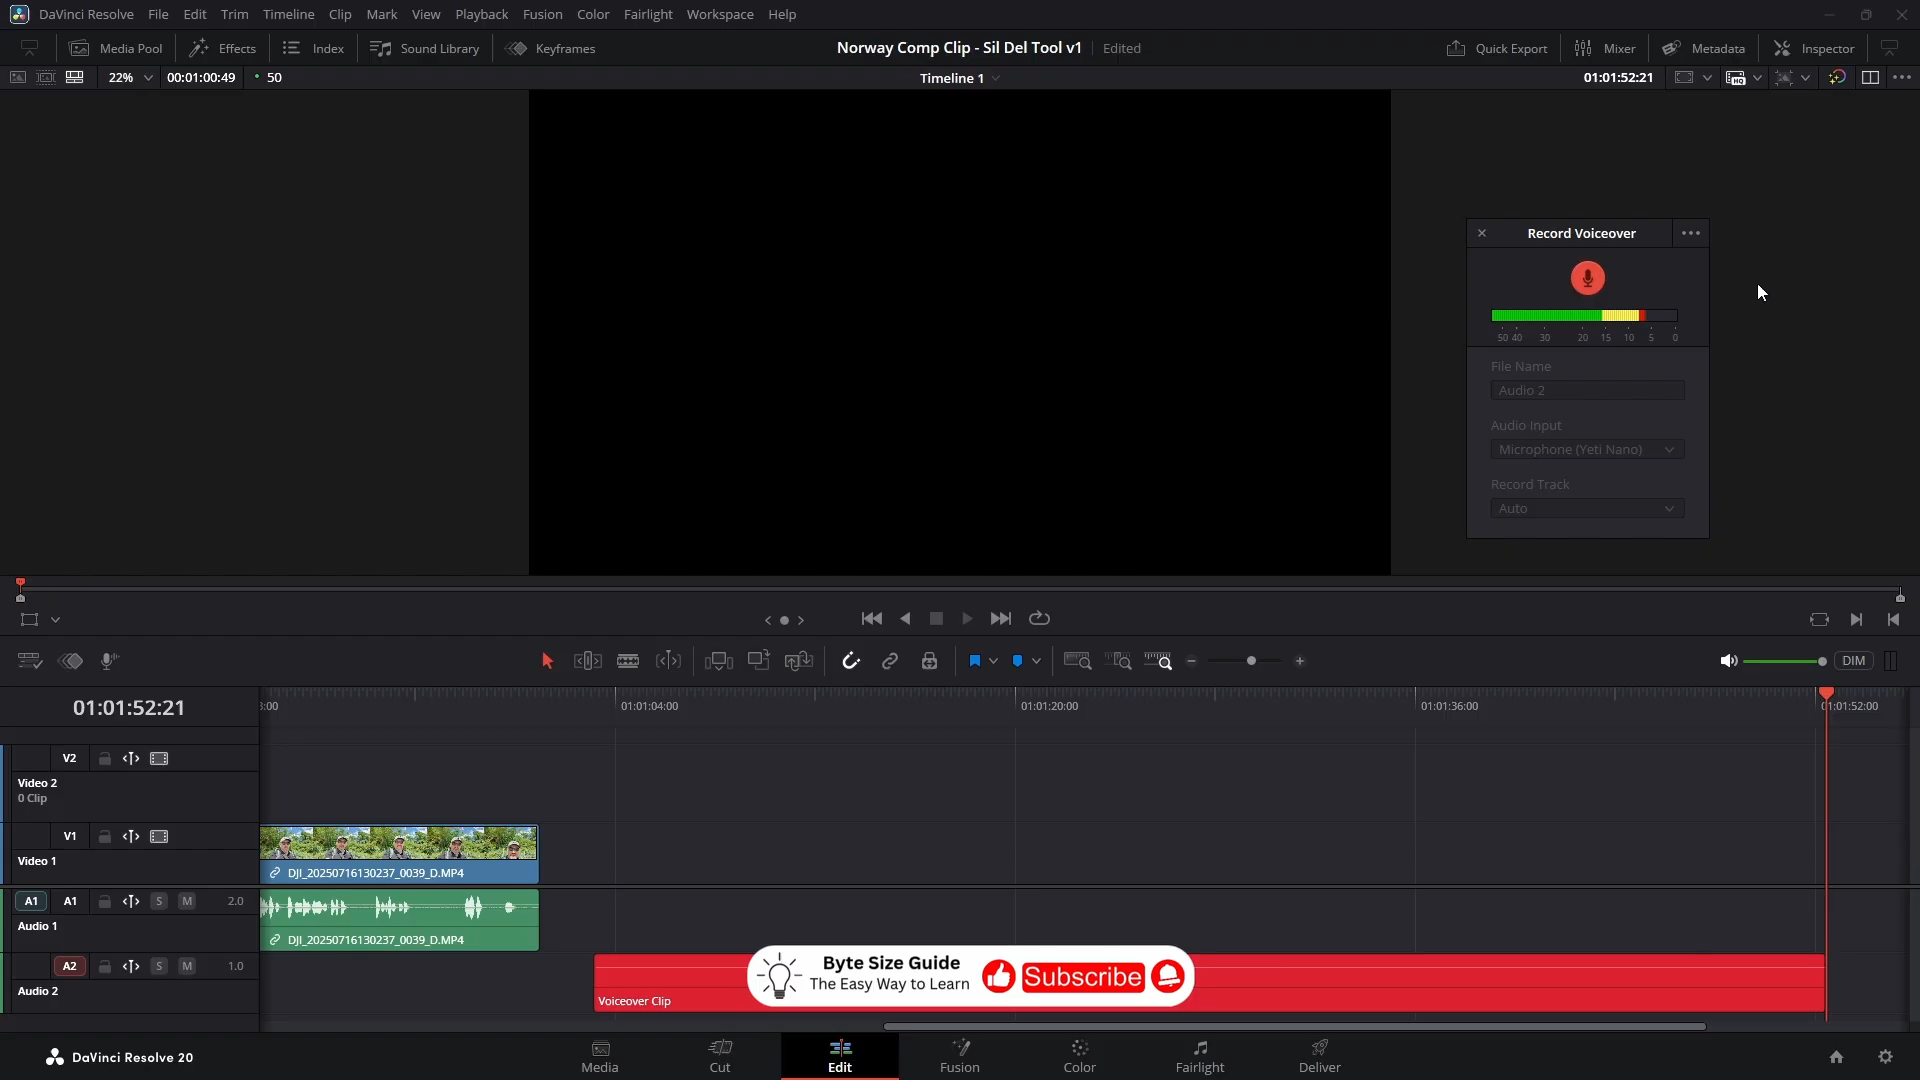 DaVinci Resolve File Edit Trim Timeline Clip Mark View Playback Fusion Color Fairlight Workspace Help
Media Pool Effects Index Sound Library Keyframes Norway Comp Clip - Sil Del Tool v1 Edited Quick Export Mixer Metadata Inspector
22% 00:01:00:49 50 Timeline 1 01:01:52:21
Record Voiceover
50 40 30 20 15 10 5 0
File Name
Audio 2
Audio Input
Microphone (Yeti Nano)
Record Track
Auto
DIM
01:01:52:21 3:00 01:01:04:00 01:01:20:00 01:01:36:00 01:01:52:00
V2
Video 2
0 Clip
V1
Video 1
DJI_20250716130237_0039_D.MP4
A1 A1 S M 2.0
Audio 1
DJI_20250716130237_0039_D.MP4
A2 S M 1.0
Audio 2
Voiceover Clip
Byte Size Guide
The Easy Way to Learn
Subscribe
DaVinci Resolve 20
Media Cut Edit Fusion Color Fairlight Deliver